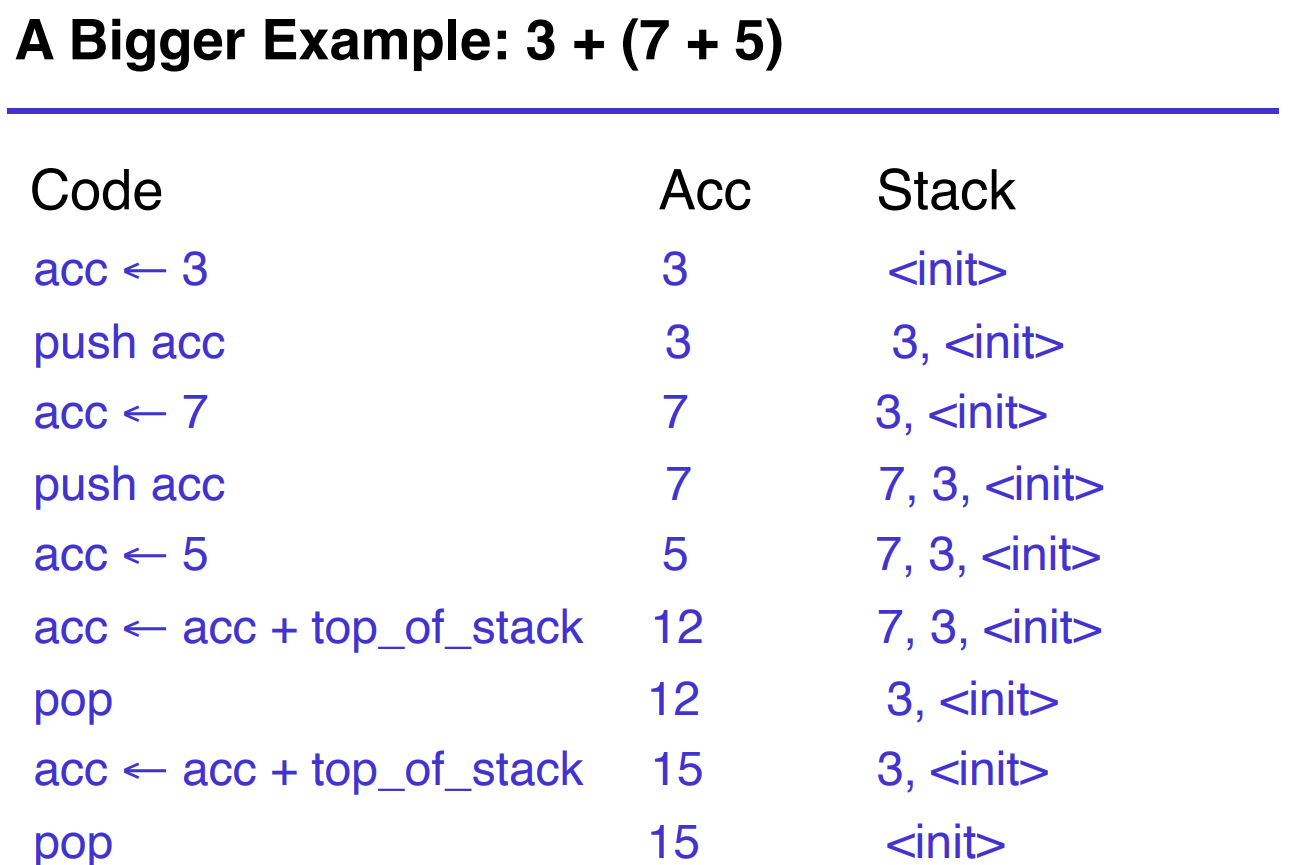 A Bigger Example: 3 + (7 + 5)
Code Acc Stack
acc ← 3 3 <init>
push acc 3 3, <init>
acc ← 7 7 3, <init>
push acc 7 7, 3, <init>
acc ← 5 5 7, 3, <init>
acc ← acc + top_of_stack 12 7, 3, <init>
pop 12 3, <init>
acc ← acc + top_of_stack 15 3, <init>
pop 15 <init>